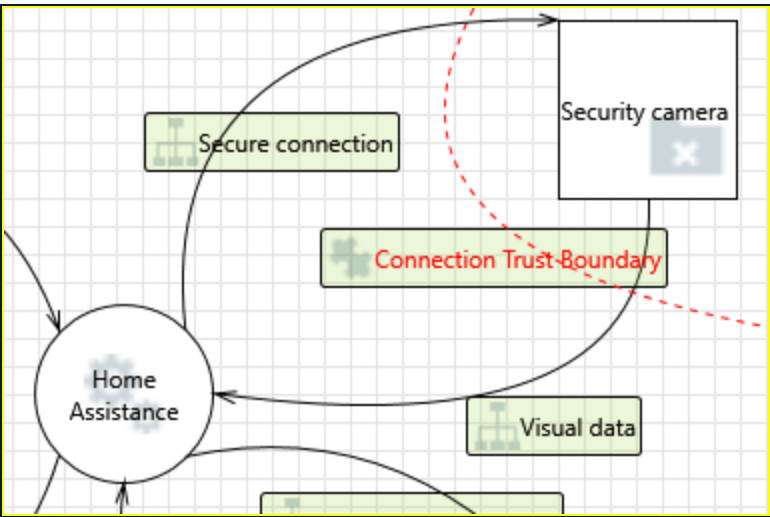 Security camera
Secure connection
Connection Trust Boundary
Home
Assistance
Visual data